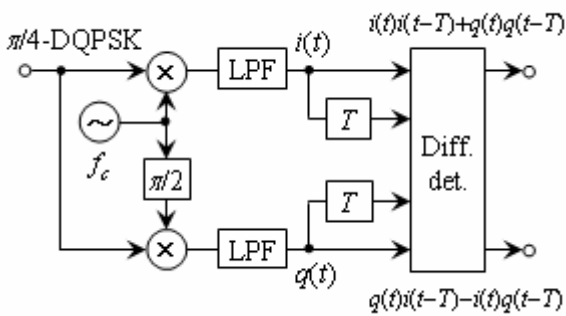 i(t)i(t−T)+q(t)q(t−T)
π/4-DQPSK
i(t)
LPF
T
f_c
π/2
Diff.
det.
T
LPF
q(t)
q(t)i(t−T)−i(t)q(t−T)